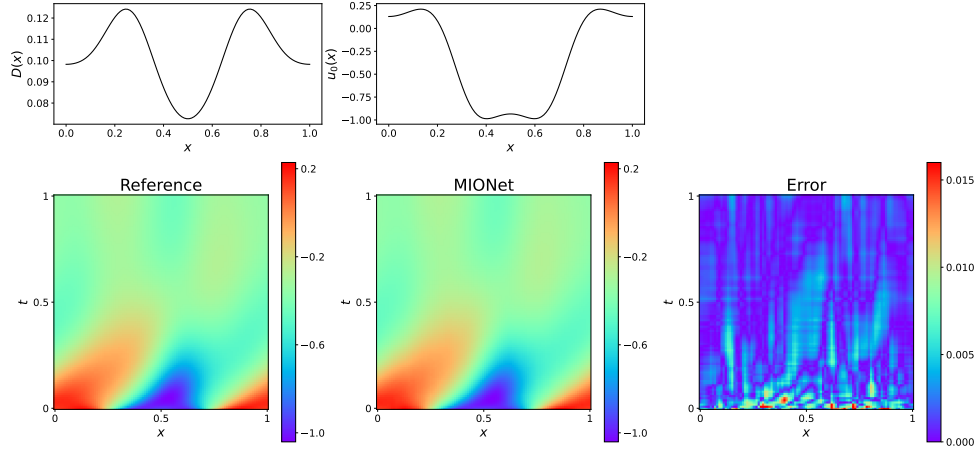 0.12
0.11
0.10
0.09
0.08
D(x)
0.0 0.2 0.4 0.6 0.8 1.0
x
0.25
0.00
−0.25
−0.50
−0.75
−1.00
u₀(x)
0.0 0.2 0.4 0.6 0.8 1.0
x
Reference
1
0.5
0
t
0 0.5 1
x
0.2
−0.2
−0.6
−1.0
MIONet
1
0.5
0
t
0 0.5 1
x
0.2
−0.2
−0.6
−1.0
Error
1
0.5
0
t
0 0.5 1
x
0.015
0.010
0.005
0.000